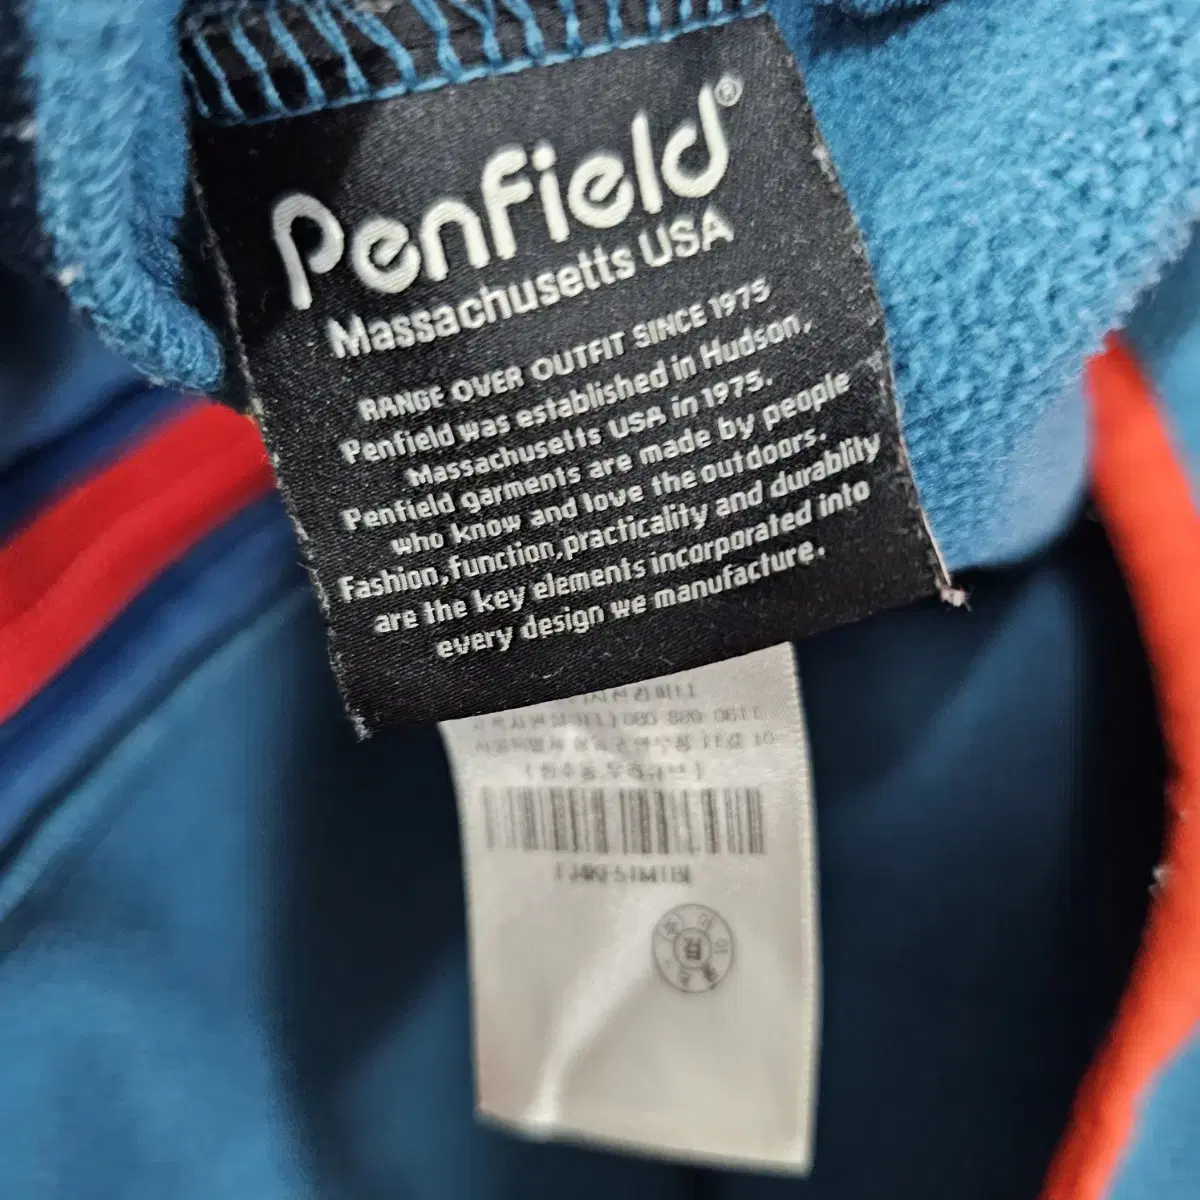 Penfield®
Massachusetts USA
RANGE OVER OUTFIT SINCE 1975
Penfield was established in Hudson,
Massachusetts USA in 1975.
Penfield garments are made by people
who know and love the outdoors.
Fashion,function,practicality and durablity
are the key elements incorporated into
every design we manufacture.